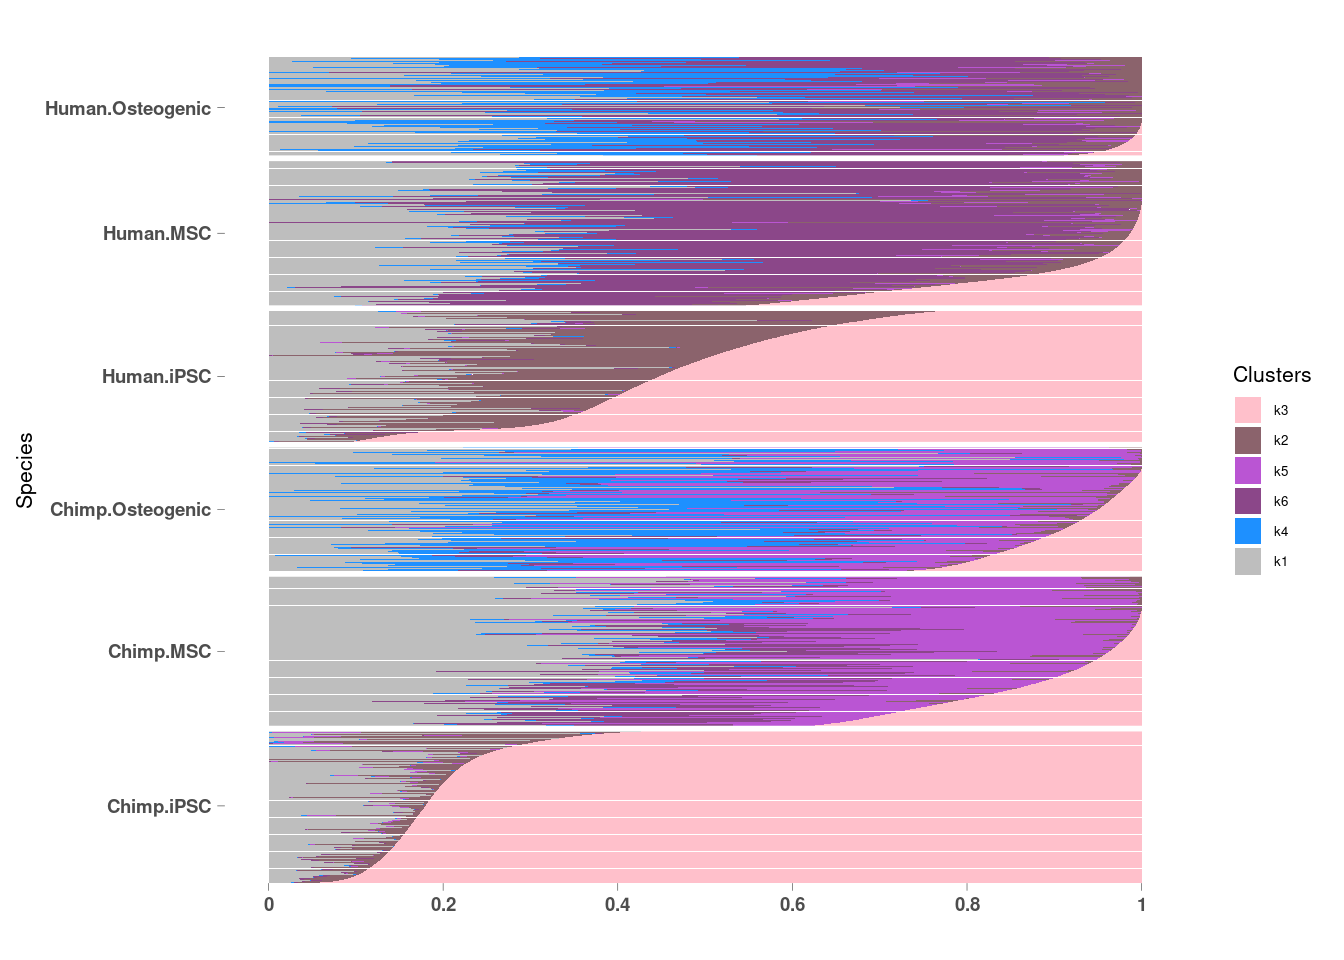 Human.Osteogenic
Human.MSC
Human.iPSC
Chimp.Osteogenic
Chimp.MSC
Chimp.iPSC
Species
0 0.2 0.4 0.6 0.8 1
Clusters
k3
k2
k5
k6
k4
k1